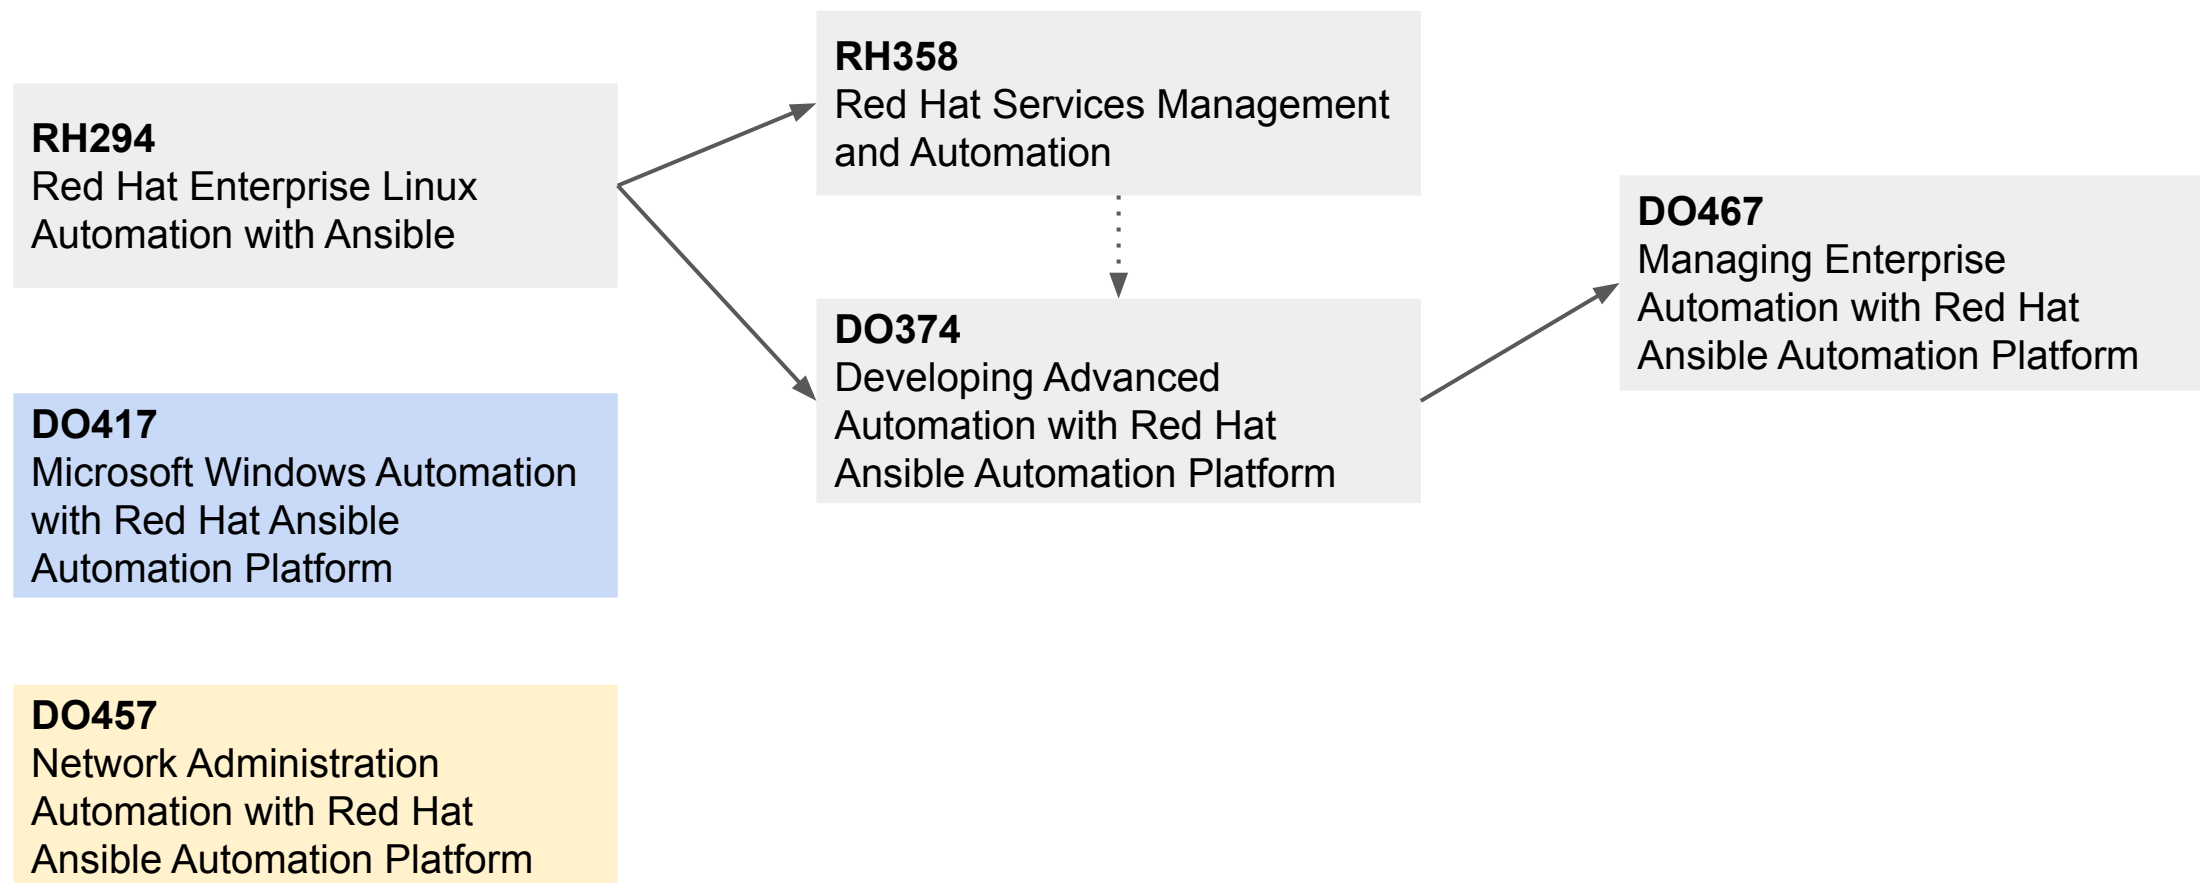 RH294
Red Hat Enterprise Linux
Automation with Ansible
RH358
Red Hat Services Management
and Automation
DO374
Developing Advanced
Automation with Red Hat
Ansible Automation Platform
DO467
Managing Enterprise
Automation with Red Hat
Ansible Automation Platform
DO417
Microsoft Windows Automation
with Red Hat Ansible
Automation Platform
DO457
Network Administration
Automation with Red Hat
Ansible Automation Platform